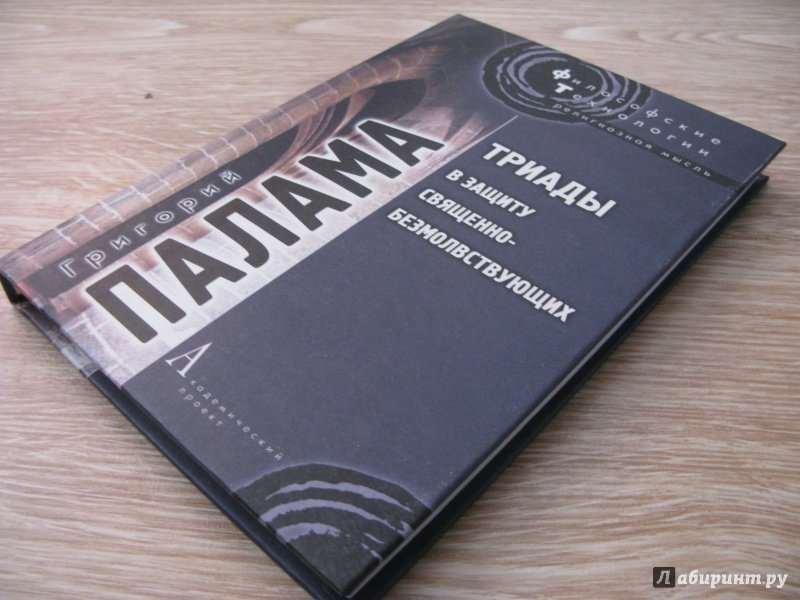 Философские
Технологии
религиозная мысль
Григорий
ПАЛАМА
ТРИАДЫ
В ЗАЩИТУ
СВЯЩЕННО-
БЕЗМОЛВСТВУЮЩИХ
Академический
проект
Лабиринт.ру